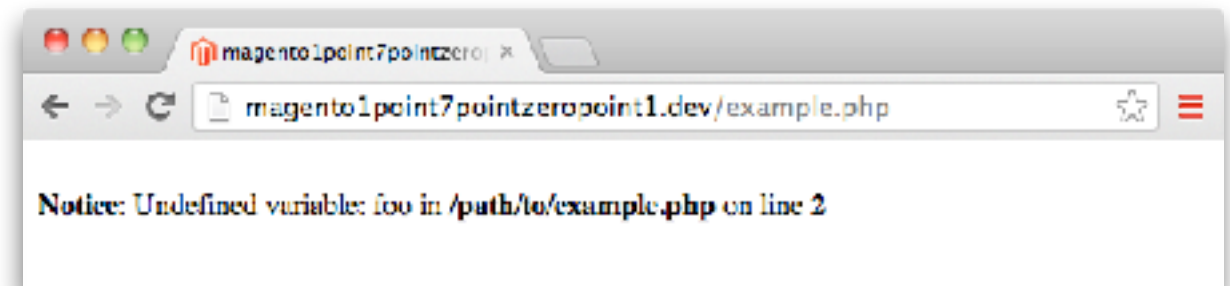 magento1point7pointzero
magento1point7pointzeropoint1.dev/example.php
Notice: Undefined variable: foo in /path/to/example.php on line 2